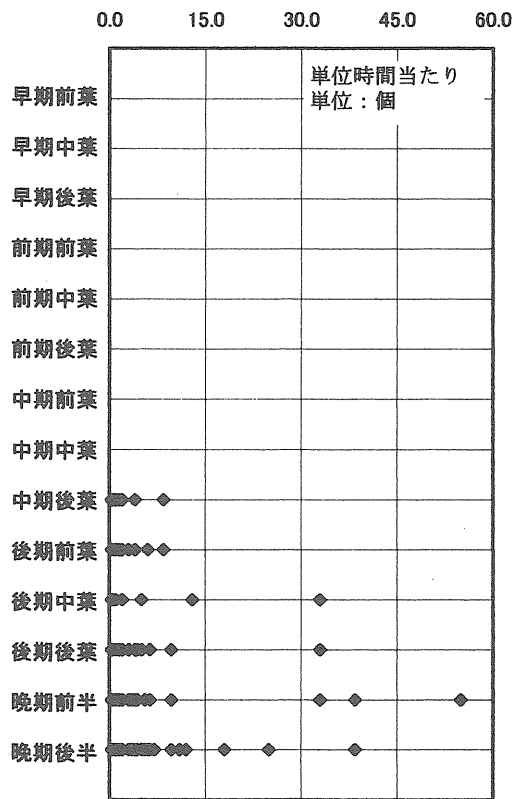 0.0 15.0 30.0 45.0 60.0
単位時間当たり
単位：個
早期前葉
早期中葉
早期後葉
前期前葉
前期中葉
前期後葉
中期前葉
中期中葉
中期後葉
後期前葉
後期中葉
後期後葉
晩期前半
晩期後半